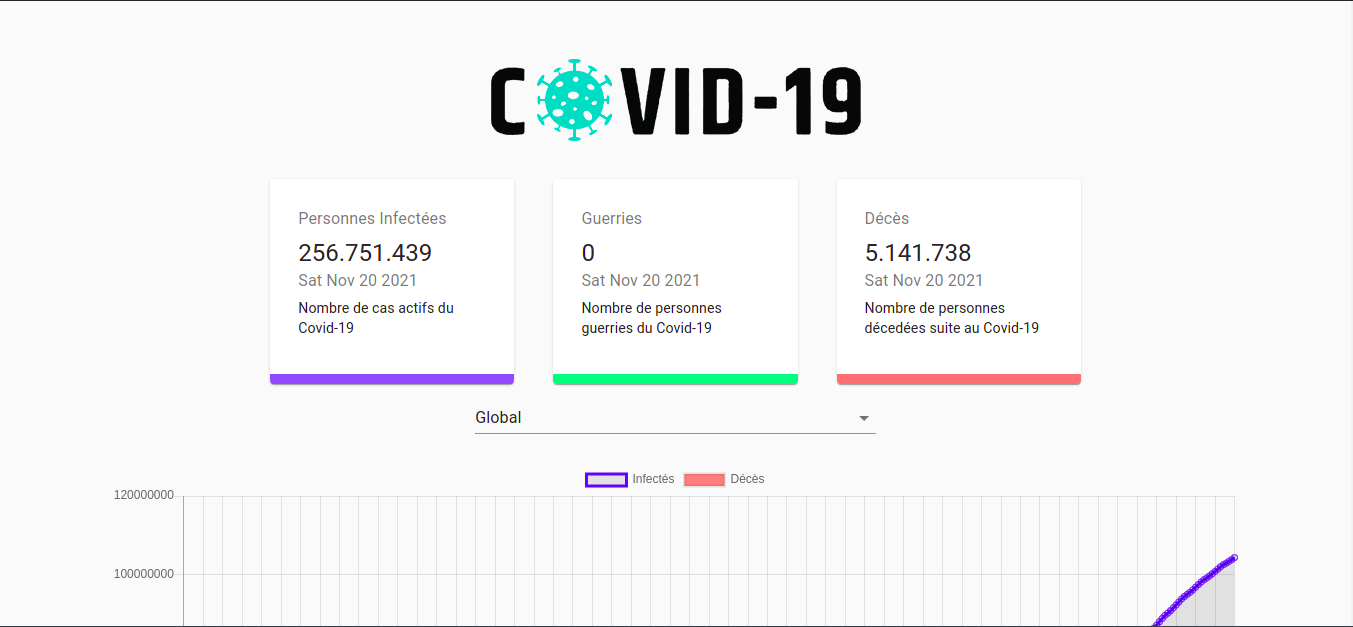 COVID-19
Personnes Infectées
256.751.439
Sat Nov 20 2021
Nombre de cas actifs du
Covid-19
Guerries
0
Sat Nov 20 2021
Nombre de personnes
guerries du Covid-19
Décès
5.141.738
Sat Nov 20 2021
Nombre de personnes
décedées suite au Covid-19
Global
Infectés
Décès
120000000
100000000